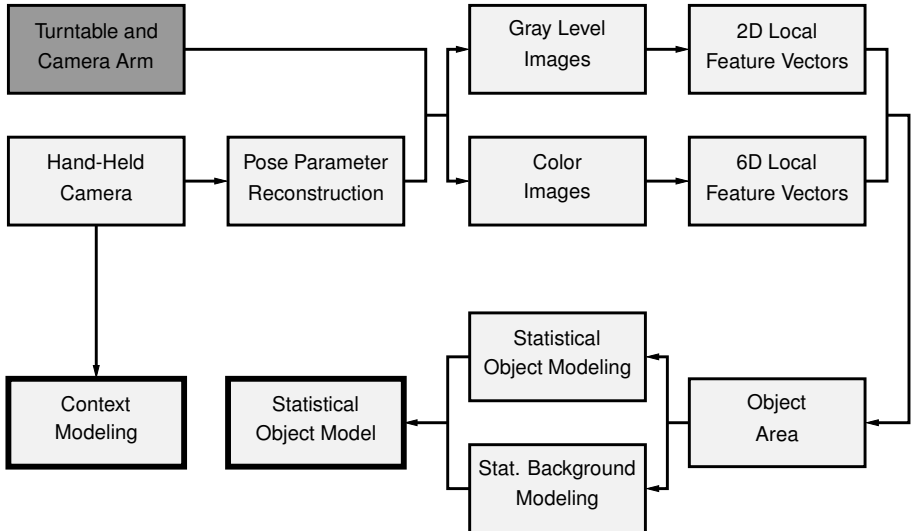 Turntable and
Camera Arm
Gray Level
Images
2D Local
Feature Vectors
Hand-Held
Camera
Pose Parameter
Reconstruction
Color
Images
6D Local
Feature Vectors
Statistical
Object Modeling
Context
Modeling
Statistical
Object Model
Object
Area
Stat. Background
Modeling